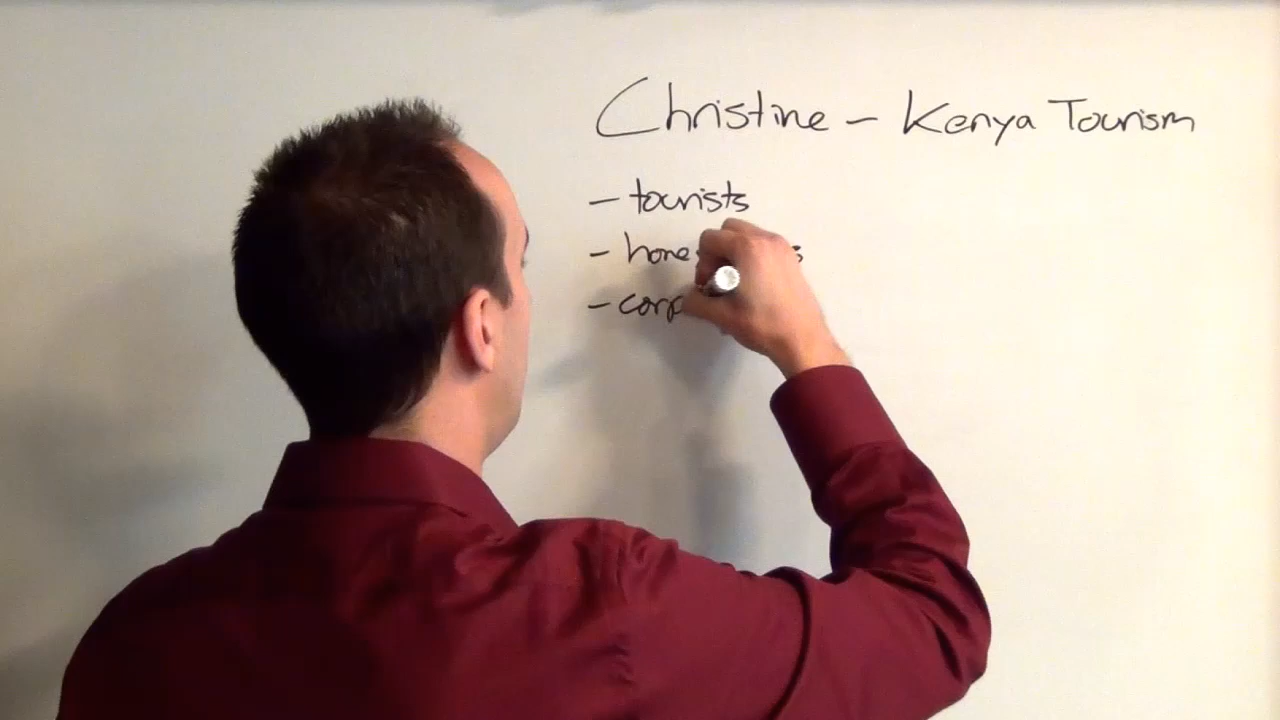 Christine – Kenya Tourism
– tourists
–
–